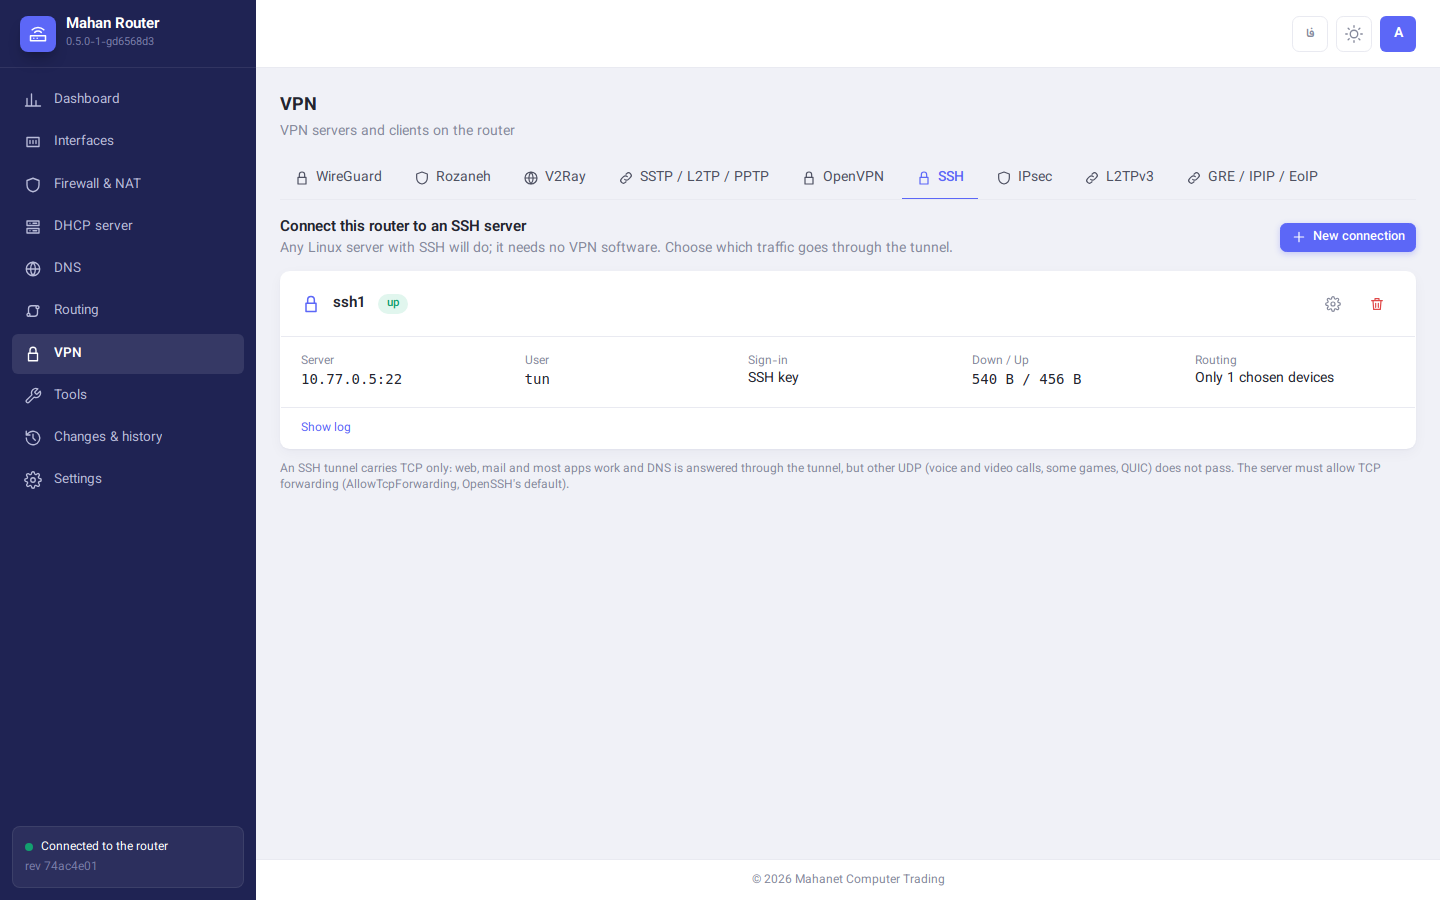 Mahan Router
0.5.0-1-gd6568d3
Dashboard
Interfaces
Firewall & NAT
DHCP server
DNS
Routing
VPN
Tools
Changes & history
Settings
Connected to the router
rev 74ac4e01
فا
A
VPN
VPN servers and clients on the router
WireGuard
Rozaneh
V2Ray
SSTP / L2TP / PPTP
OpenVPN
SSH
IPsec
L2TPv3
GRE / IPIP / EoIP
Connect this router to an SSH server
Any Linux server with SSH will do; it needs no VPN software. Choose which traffic goes through the tunnel.
New connection
ssh1
up
Server
10.77.0.5:22
User
tun
Sign-in
SSH key
Down / Up
540 B / 456 B
Routing
Only 1 chosen devices
Show log
An SSH tunnel carries TCP only: web, mail and most apps work and DNS is answered through the tunnel, but other UDP (voice and video calls, some games, QUIC) does not pass. The server must allow TCP
forwarding (AllowTcpForwarding, OpenSSH's default).
© 2026 Mahanet Computer Trading